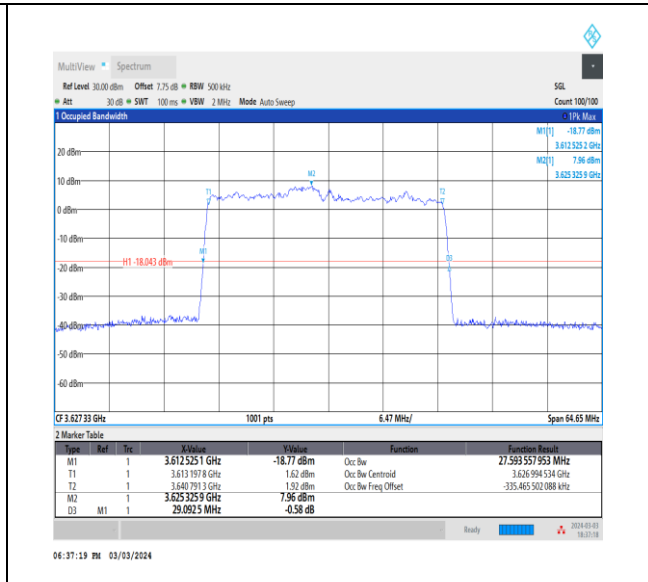 MultiView Spectrum
Ref Level 30.00 dBm Offset 7.75 dB RBW 500 kHz SGL
Att 30 dB SWT 100 ms VBW 2 MHz Mode Auto Sweep Count 100/100
1 Occupied Bandwidth 1Pk Max
M1[1] -18.77 dBm
3.612 525 2 GHz
M2[1] 7.96 dBm
3.625 325 9 GHz
20 dBm
M2
10 dBm
T1 T2
0 dBm
-10 dBm
M1
D3
H1 -18.043 dBm
-20 dBm
-30 dBm
-40 dBm
-50 dBm
-60 dBm
CF 3.627 33 GHz 1001 pts 6.47 MHz/ Span 64.65 MHz
2 Marker Table
Type Ref Trc X-Value Y-Value Function Function Result
M1 1 3.612 525 1 GHz -18.77 dBm Occ Bw 27.593 557 953 MHz
T1 1 3.613 197 8 GHz 1.62 dBm Occ Bw Centroid 3.626 994 534 GHz
T2 1 3.640 791 3 GHz 1.92 dBm Occ Bw Freq Offset -335.465 502 088 kHz
M2 1 3.625 325 9 GHz 7.96 dBm
D3 M1 1 29.092 5 MHz -0.58 dB
Ready 2024-03-03
18:37:18
06:37:19 PM 03/03/2024